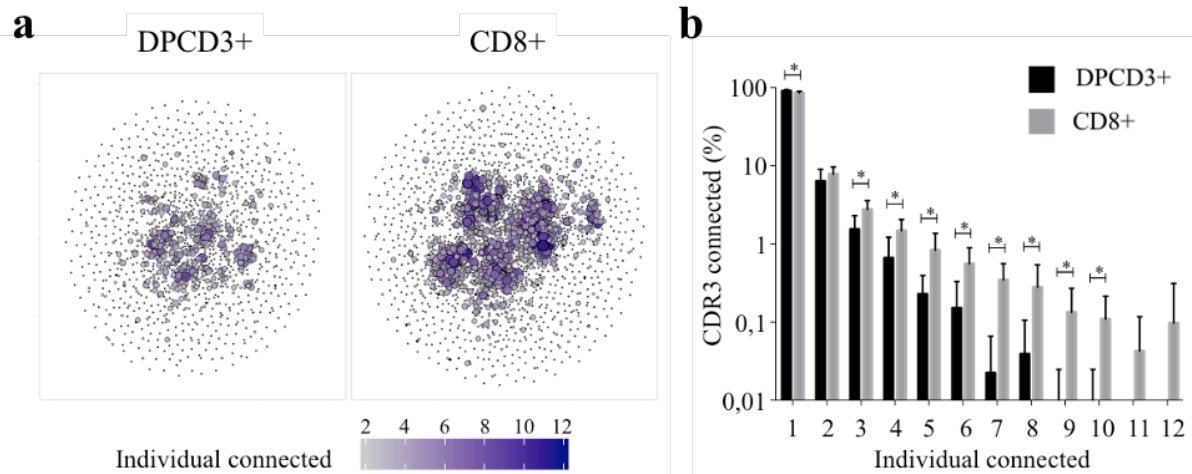 a
DPCD3+
CD8+
2 4 6 8 10 12
Individual connected
b
CDR3 connected (%)
100
10
1
0,1
0,01
* * * * * * * * *
DPCD3+
CD8+
1 2 3 4 5 6 7 8 9 10 11 12
Individual connected